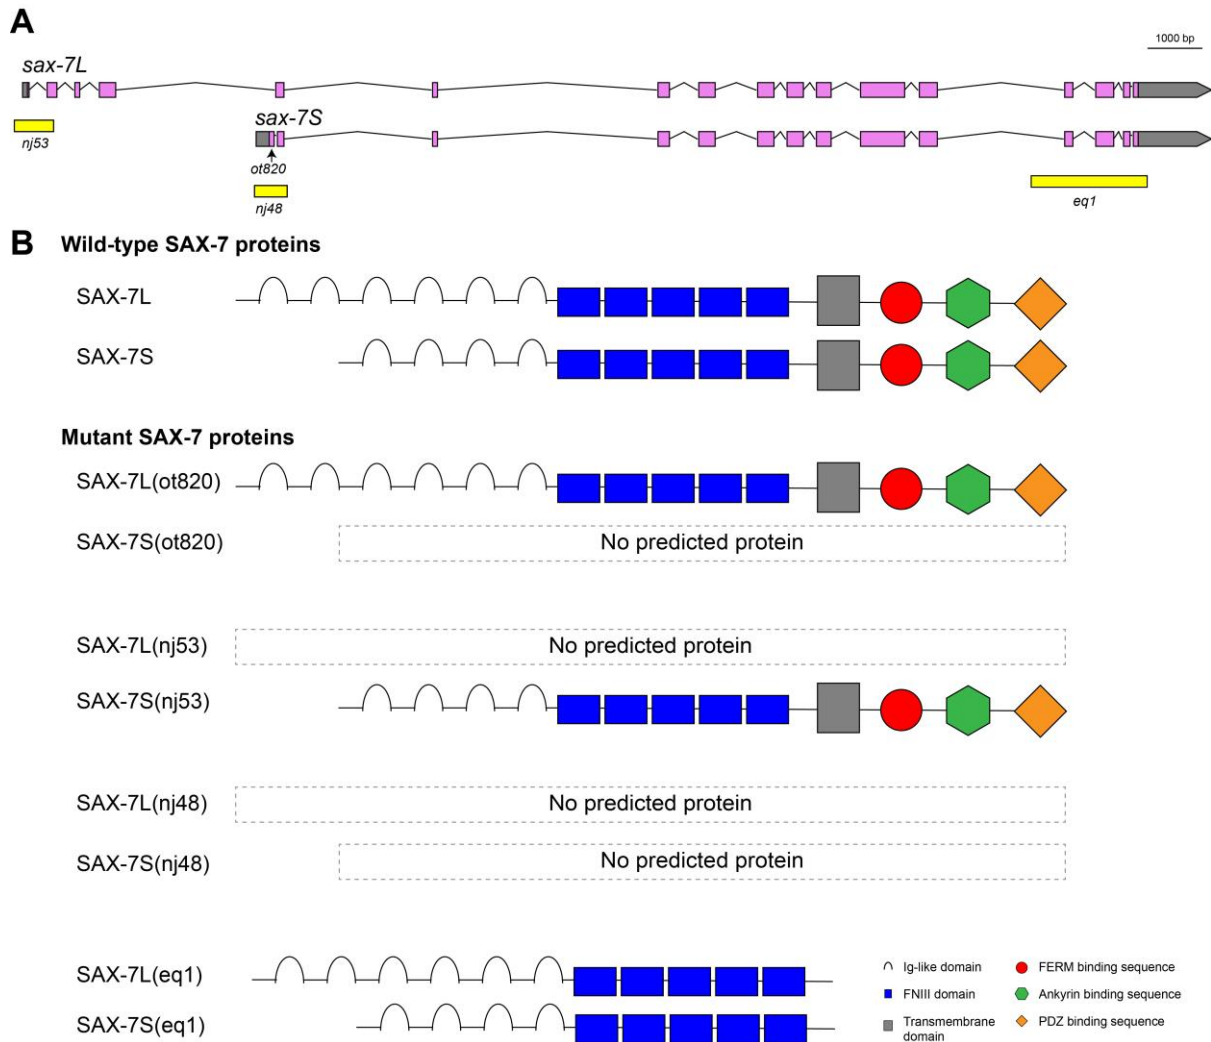 A
1000 bp
sax-7L
nj53
sax-7S
ot820
nj48
eq1
B Wild-type SAX-7 proteins
SAX-7L
SAX-7S
Mutant SAX-7 proteins
SAX-7L(ot820)
SAX-7S(ot820) No predicted protein
SAX-7L(nj53) No predicted protein
SAX-7S(nj53)
SAX-7L(nj48) No predicted protein
SAX-7S(nj48) No predicted protein
SAX-7L(eq1)
SAX-7S(eq1)
Ig-like domain
FNIII domain
Transmembrane
domain
FERM binding sequence
Ankyrin binding sequence
PDZ binding sequence